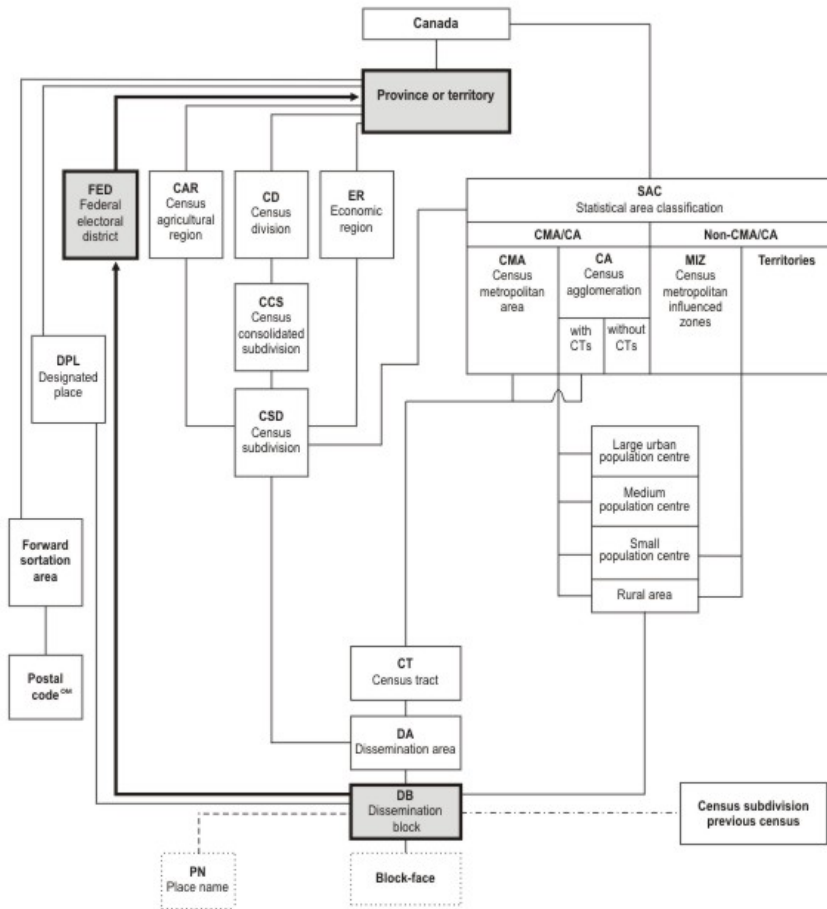 Canada
Province or territory
FED
Federal
electoral
district
CAR
Census
agricultural
region
CD
Census
division
ER
Economic
region
SAC
Statistical area classification
CMA/CA
Non-CMA/CA
CMA
Census
metropolitan
area
CA
Census
agglomeration
with
CTs
without
CTs
MIZ
Census
metropolitan
influenced
zones
Territories
CCS
Census
consolidated
subdivision
DPL
Designated
place
CSD
Census
subdivision
Large urban
population centre
Medium
population centre
Small
population centre
Rural area
Forward
sortation
area
Postal
code OM
CT
Census tract
DA
Dissemination area
DB
Dissemination
block
Census subdivision
previous census
PN
Place name
Block-face